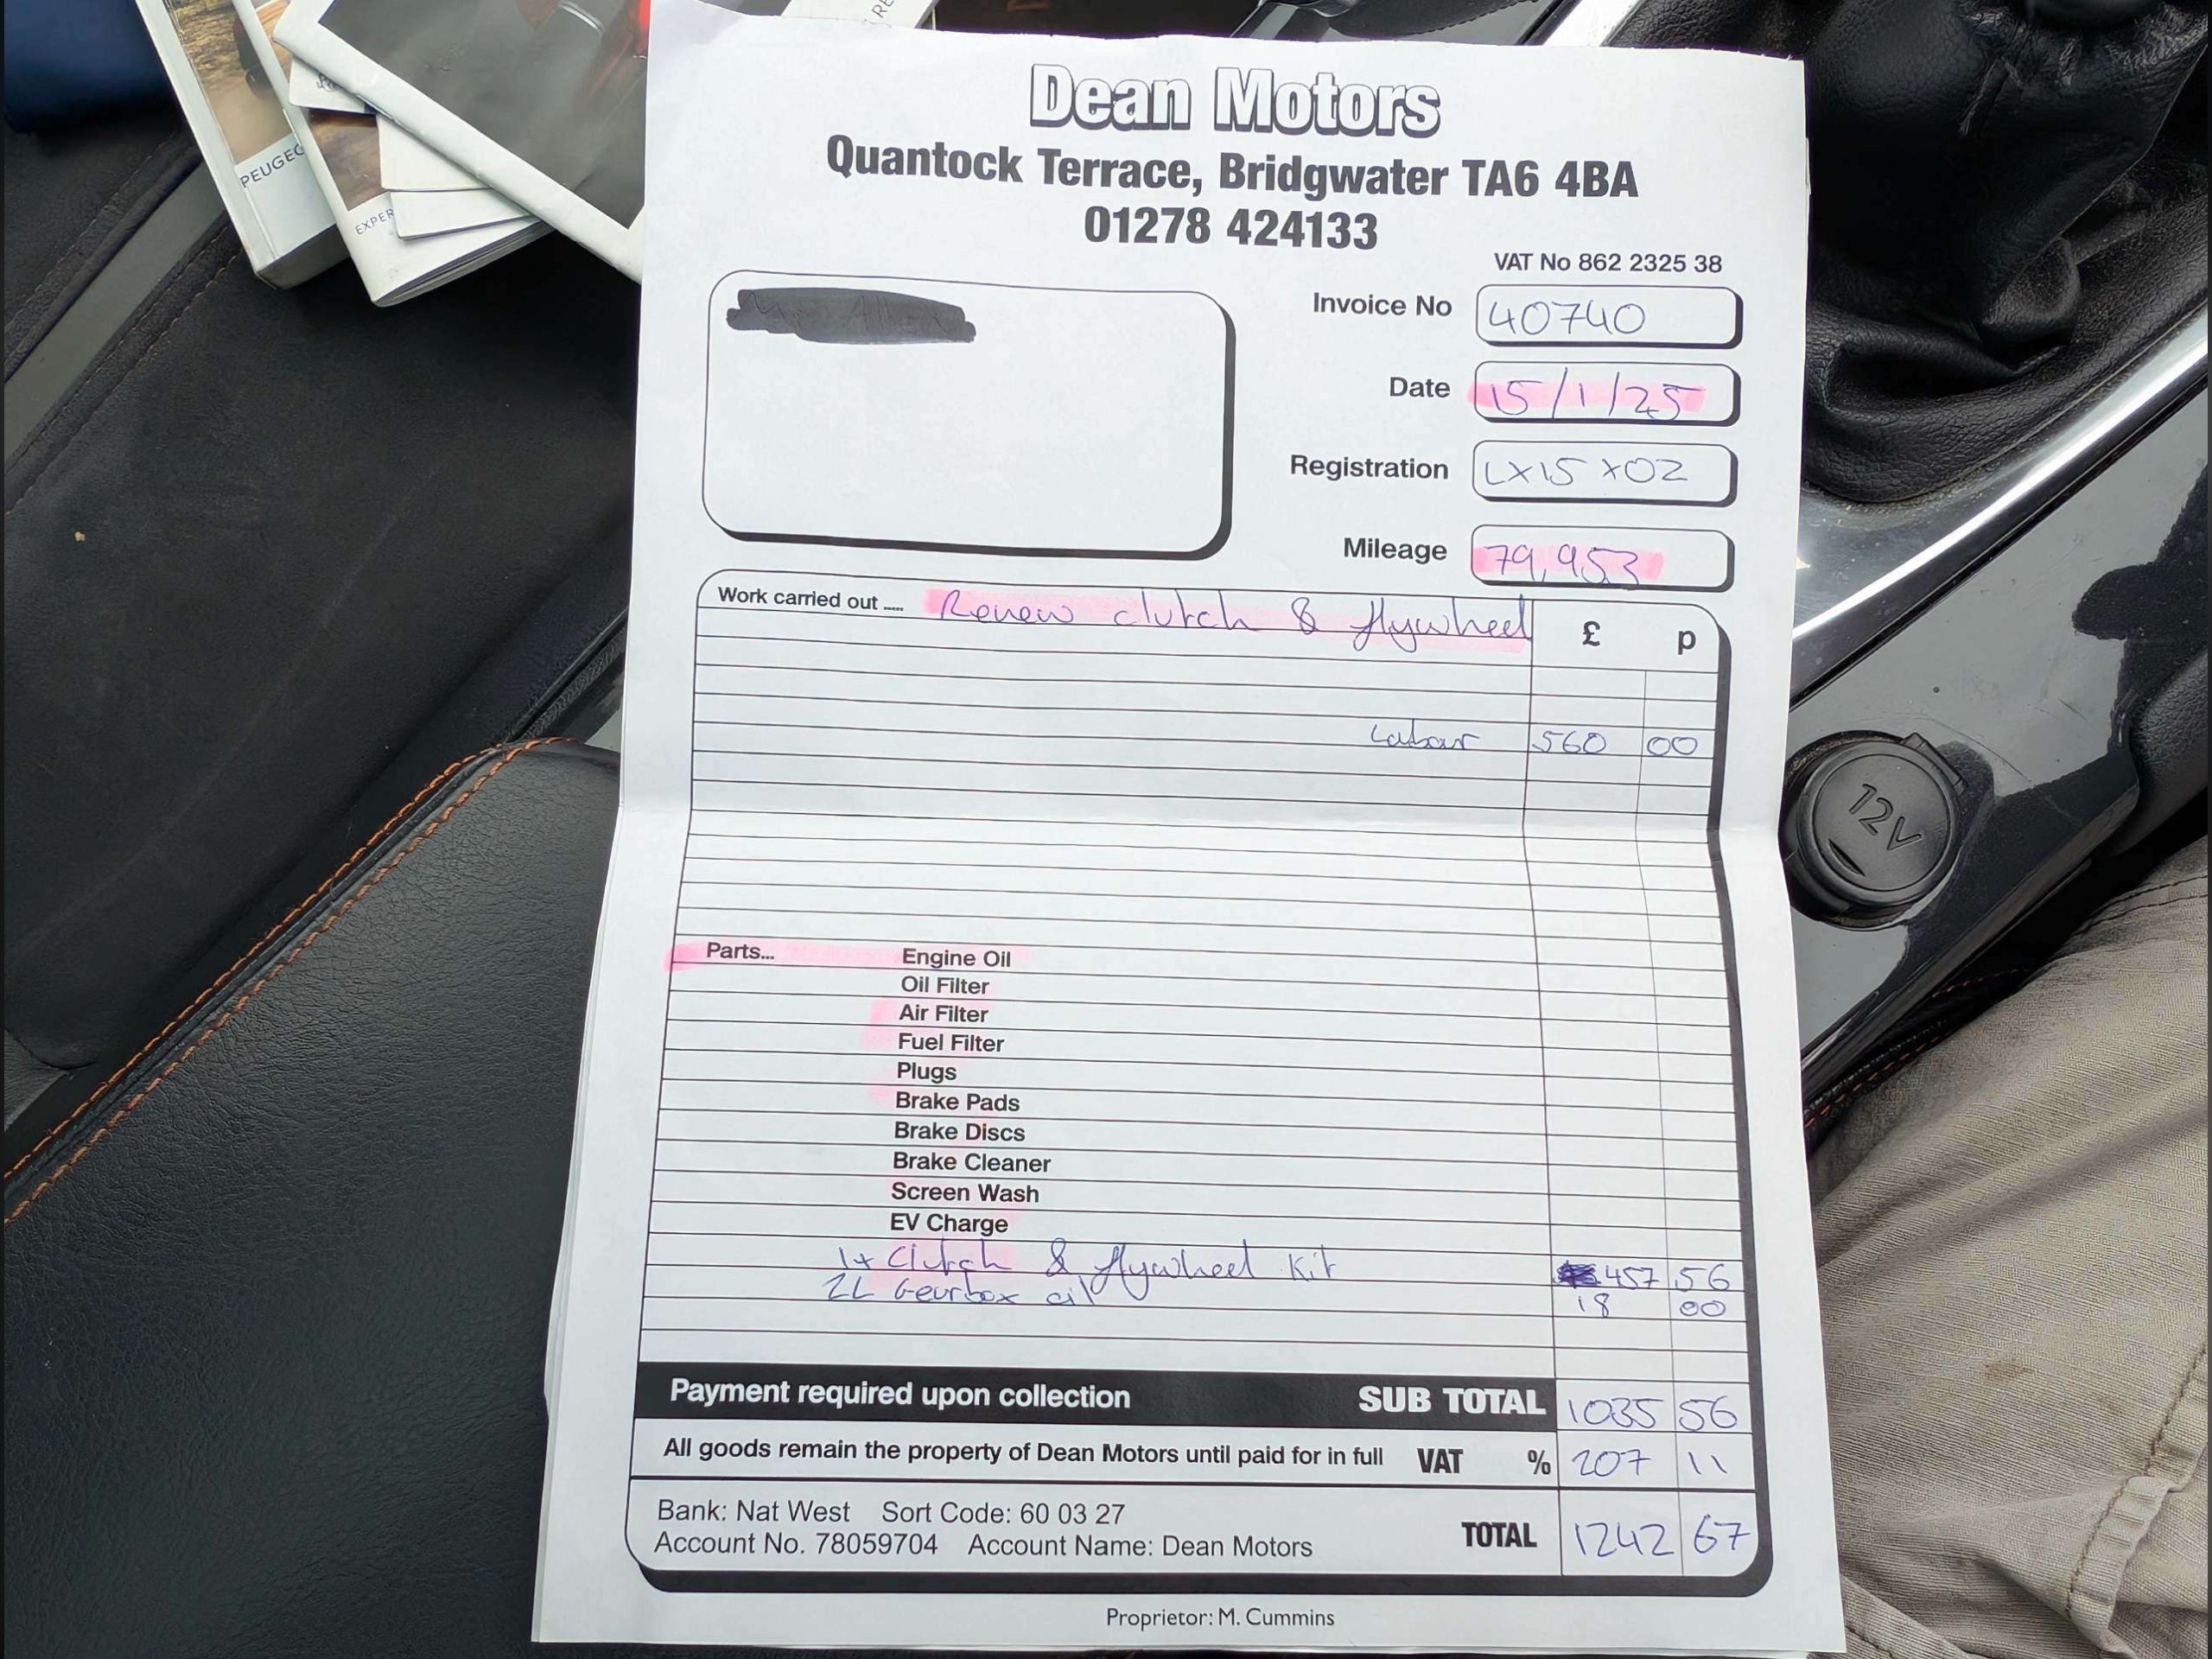 PEUGEO
EXPER
Dean Motors
Quantock Terrace, Bridgwater TA6 4BA
01278 424133
VAT No 862 2325 38
Invoice No 40740
Date 15/1/25
Registration LX15 XOZ
Mileage 79,953
Work carried out ..... Renew clutch & flywheel £ p
Labour 560 00
Parts... Engine Oil
Oil Filter
Air Filter
Fuel Filter
Plugs
Brake Pads
Brake Discs
Brake Cleaner
Screen Wash
EV Charge
1x Clutch & flywheel Kit 457 56
2L Gearbox oil 18 00
Payment required upon collection SUB TOTAL 1035 56
All goods remain the property of Dean Motors until paid for in full VAT % 207 11
Bank: Nat West Sort Code: 60 03 27
Account No. 78059704 Account Name: Dean Motors TOTAL 1242 67
Proprietor: M. Cummins
12V